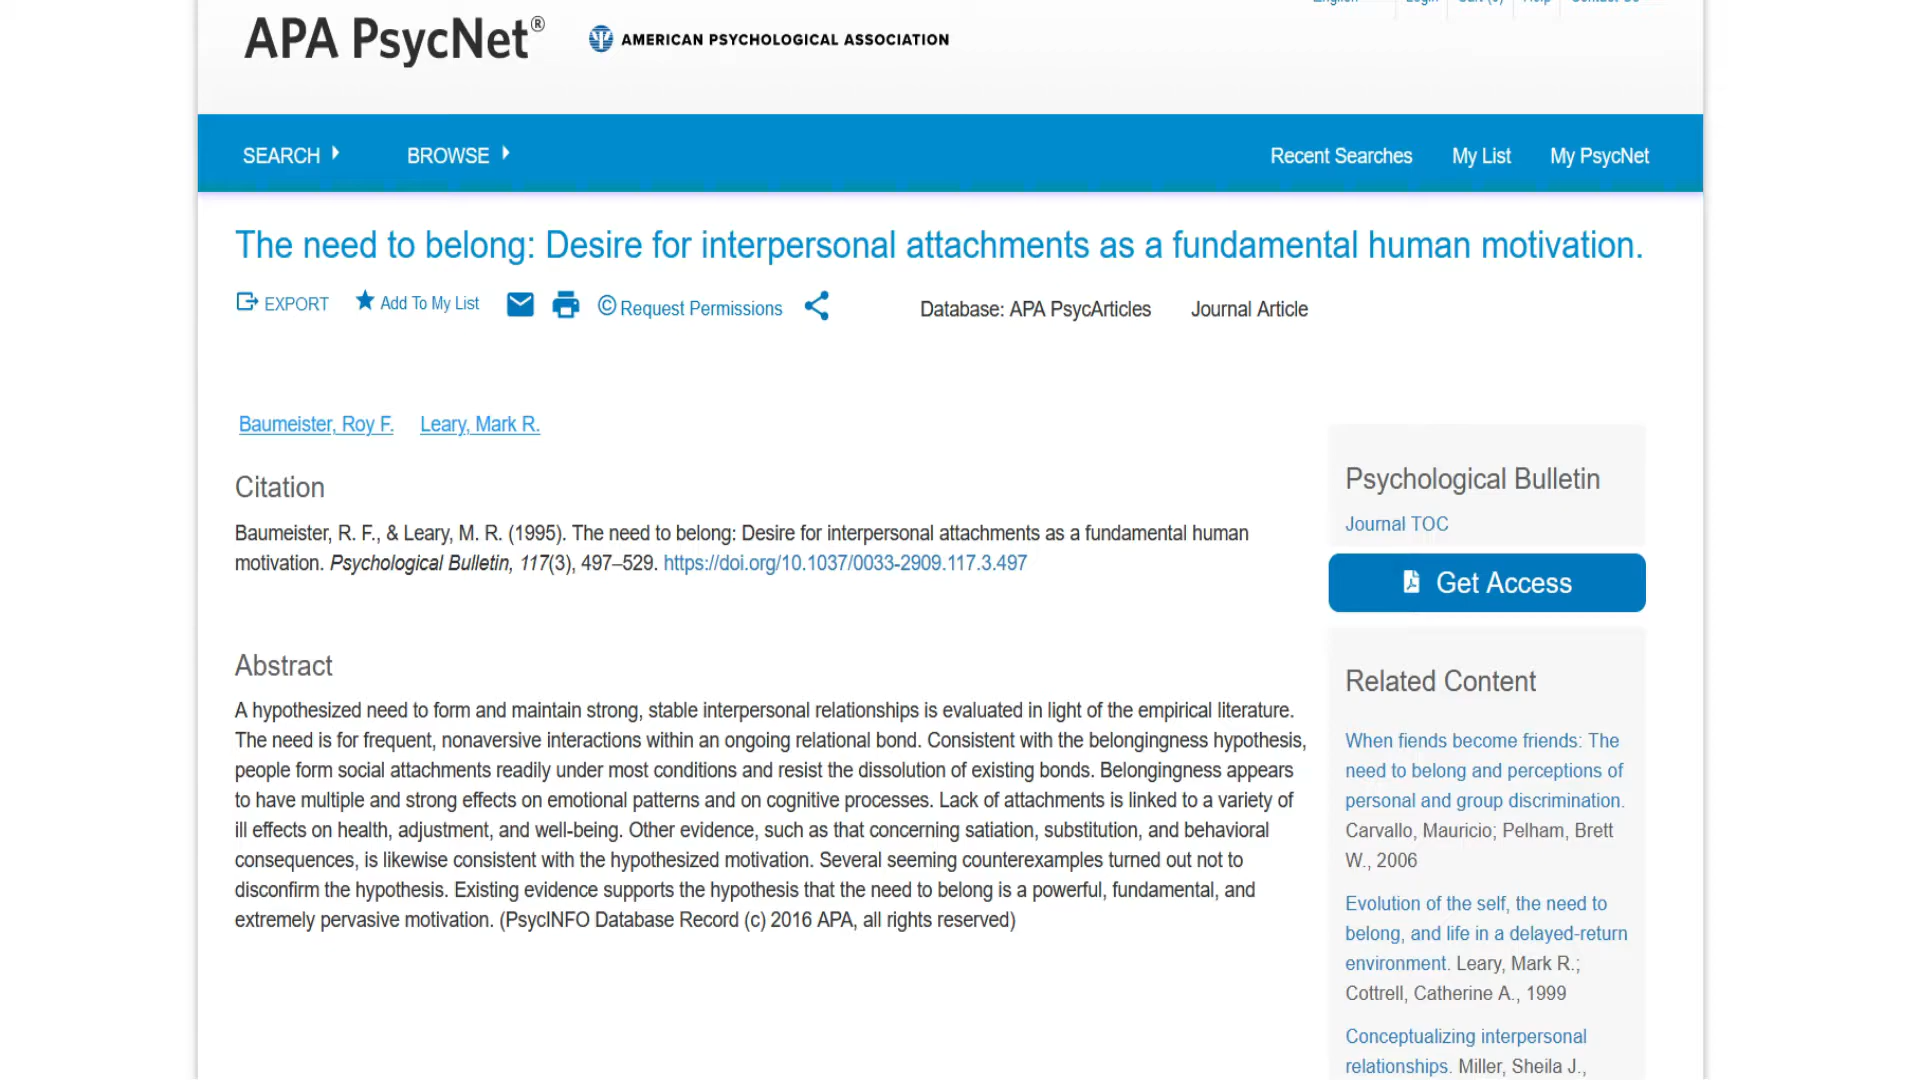 English Login Cart (0) Help Contact Us
APA PsycNet®
AMERICAN PSYCHOLOGICAL ASSOCIATION
SEARCH BROWSE Recent Searches My List My PsycNet
The need to belong: Desire for interpersonal attachments as a fundamental human motivation.
EXPORT Add To My List © Request Permissions Database: APA PsycArticles Journal Article
Baumeister, Roy F. Leary, Mark R.
Citation
Baumeister, R. F., & Leary, M. R. (1995). The need to belong: Desire for interpersonal attachments as a fundamental human
motivation. Psychological Bulletin, 117(3), 497–529. https://doi.org/10.1037/0033-2909.117.3.497
Abstract
A hypothesized need to form and maintain strong, stable interpersonal relationships is evaluated in light of the empirical literature.
The need is for frequent, nonaversive interactions within an ongoing relational bond. Consistent with the belongingness hypothesis,
people form social attachments readily under most conditions and resist the dissolution of existing bonds. Belongingness appears
to have multiple and strong effects on emotional patterns and on cognitive processes. Lack of attachments is linked to a variety of
ill effects on health, adjustment, and well-being. Other evidence, such as that concerning satiation, substitution, and behavioral
consequences, is likewise consistent with the hypothesized motivation. Several seeming counterexamples turned out not to
disconfirm the hypothesis. Existing evidence supports the hypothesis that the need to belong is a powerful, fundamental, and
extremely pervasive motivation. (PsycINFO Database Record (c) 2016 APA, all rights reserved)
Psychological Bulletin
Journal TOC
Get Access
Related Content
When fiends become friends: The
need to belong and perceptions of
personal and group discrimination.
Carvallo, Mauricio; Pelham, Brett
W., 2006
Evolution of the self, the need to
belong, and life in a delayed-return
environment. Leary, Mark R.;
Cottrell, Catherine A., 1999
Conceptualizing interpersonal
relationships. Miller, Sheila J.,